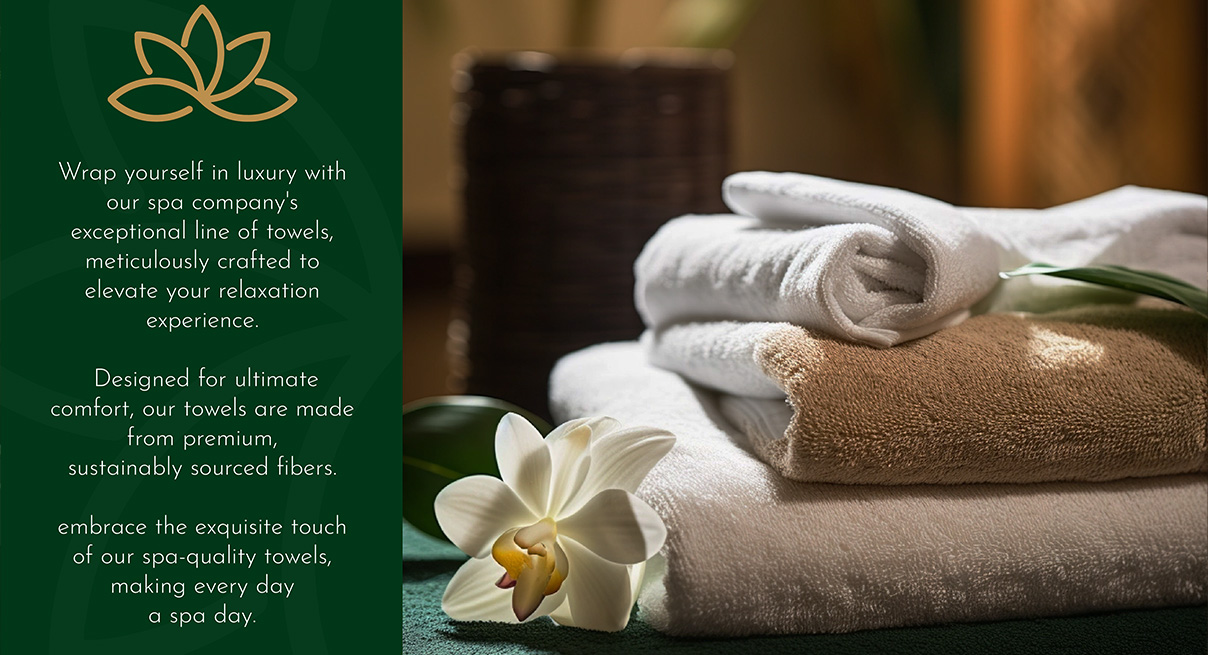 Wrap yourself in luxury with
our spa company's
exceptional line of towels,
meticulously crafted to
elevate your relaxation
experience.
Designed for ultimate
comfort, our towels are made
from premium,
sustainably sourced fibers.
embrace the exquisite touch
of our spa-quality towels,
making every day
a spa day.